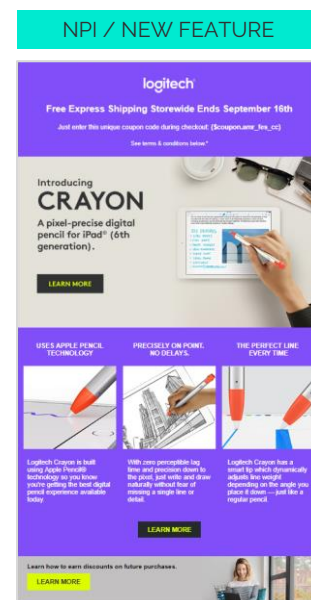 NPI / NEW FEATURE
logitech
Free Express Shipping Storewide Ends September 16th
Just enter this unique coupon code during checkout: {$coupon.amr_fes_cc}
See terms & conditions below.*
Introducing
CRAYON
A pixel-precise digital
pencil for iPad® (6th
generation).
LEARN MORE
USES APPLE PENCIL
TECHNOLOGY
PRECISELY ON POINT.
NO DELAYS.
THE PERFECT LINE
EVERY TIME
Logitech Crayon is built
using Apple Pencil®
technology so you know
you're getting the best digital
pencil experience available
today.
With zero perceptible lag
time and precision down to
the pixel, just write and draw
naturally without fear of
missing a single line or
detail.
Logitech Crayon has a
smart tip which dynamically
adjusts line weight
depending on the angle you
place it down — just like a
regular pencil.
LEARN MORE
Learn how to earn discounts on future purchases.
LEARN MORE